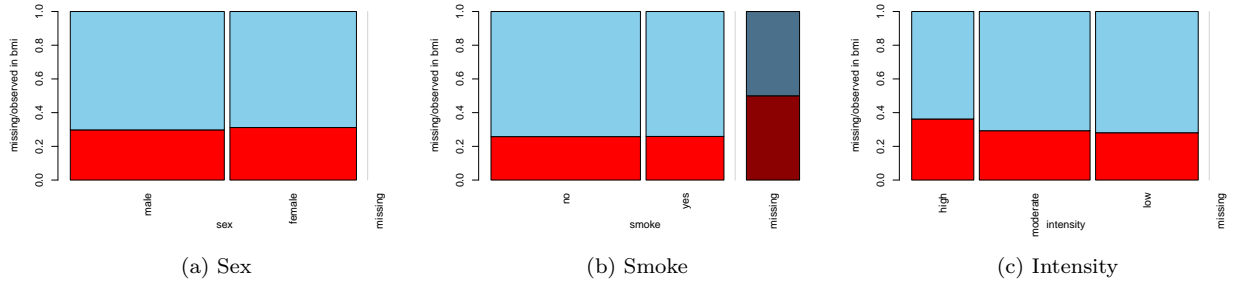 missing/observed in bmi
0.0 0.2 0.4 0.6 0.8 1.0
male female missing
sex
(a) Sex
missing/observed in bmi
0.0 0.2 0.4 0.6 0.8 1.0
no yes missing
smoke
(b) Smoke
missing/observed in bmi
0.0 0.2 0.4 0.6 0.8 1.0
high moderate low missing
intensity
(c) Intensity